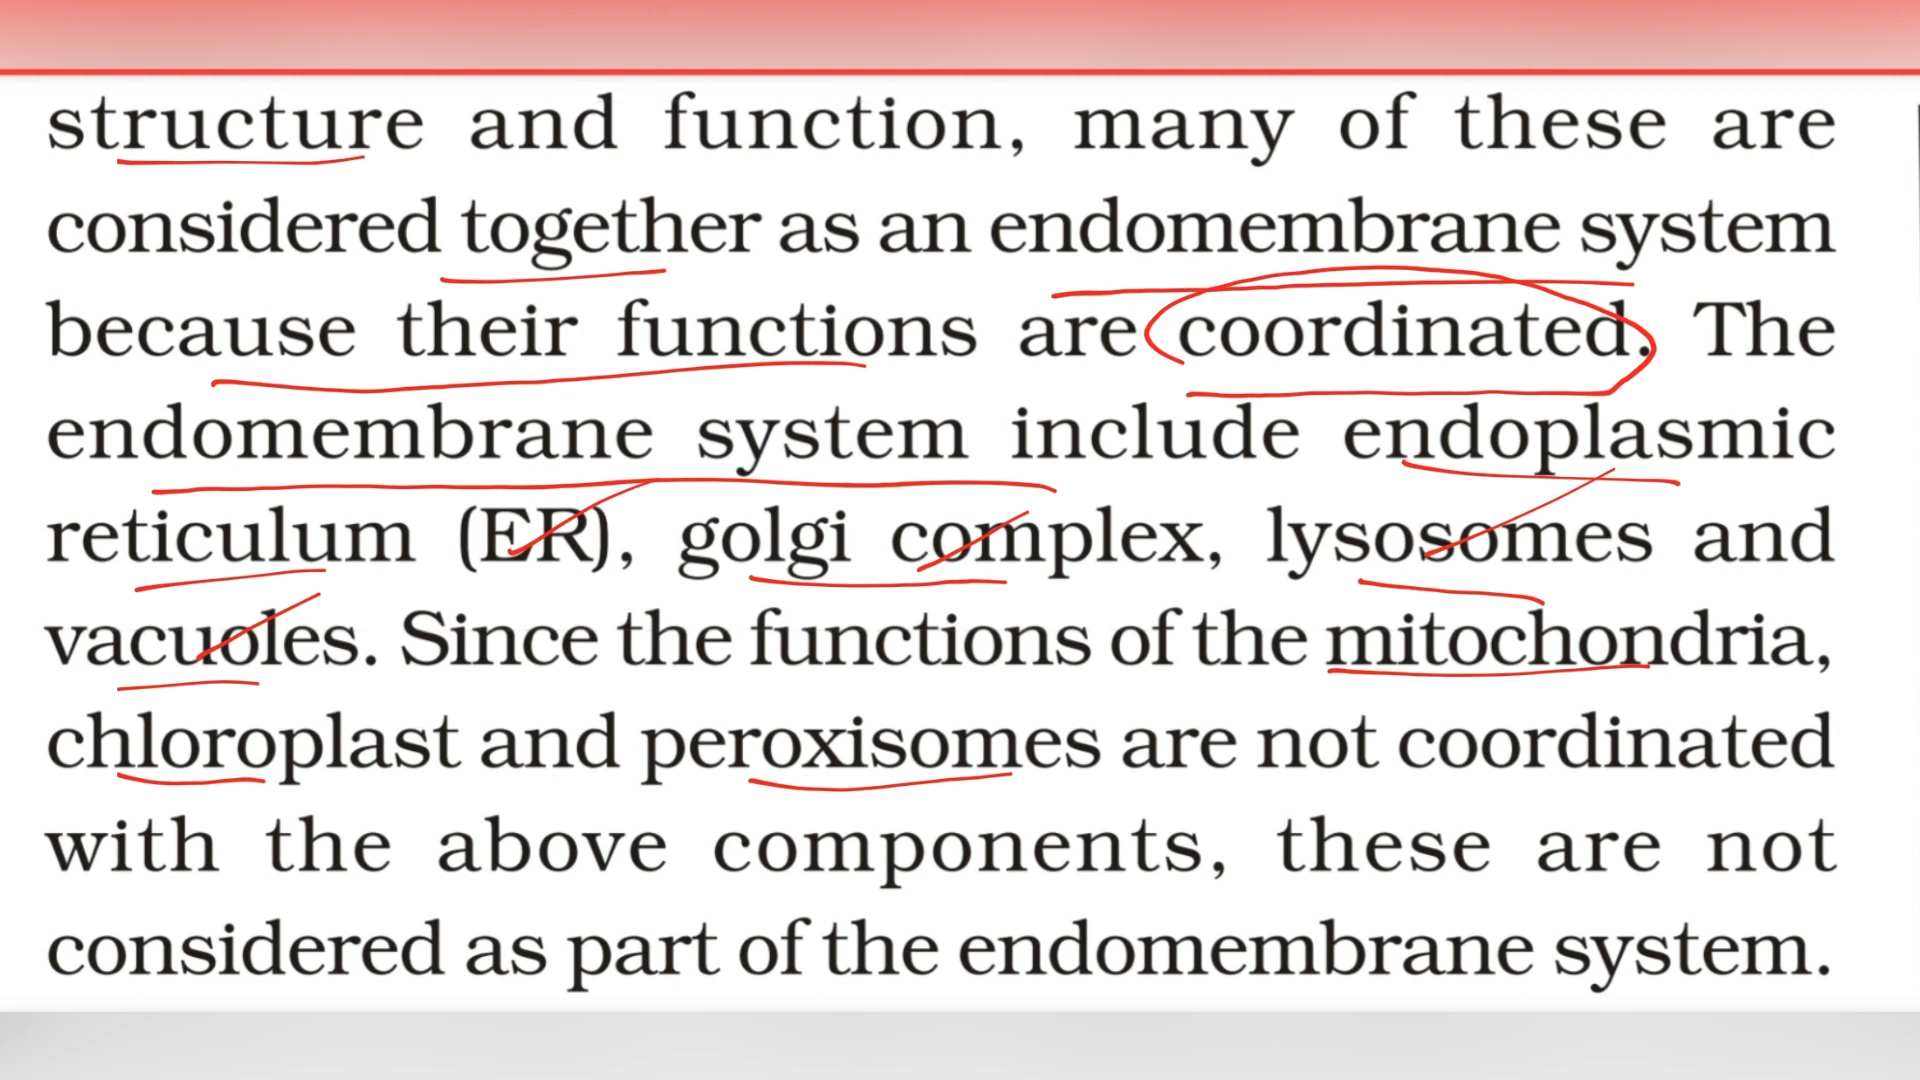 structure and function, many of these are
considered together as an endomembrane system
because their functions are coordinated. The
endomembrane system include endoplasmic
reticulum (ER), golgi complex, lysosomes and
vacuoles. Since the functions of the mitochondria,
chloroplast and peroxisomes are not coordinated
with the above components, these are not
considered as part of the endomembrane system.